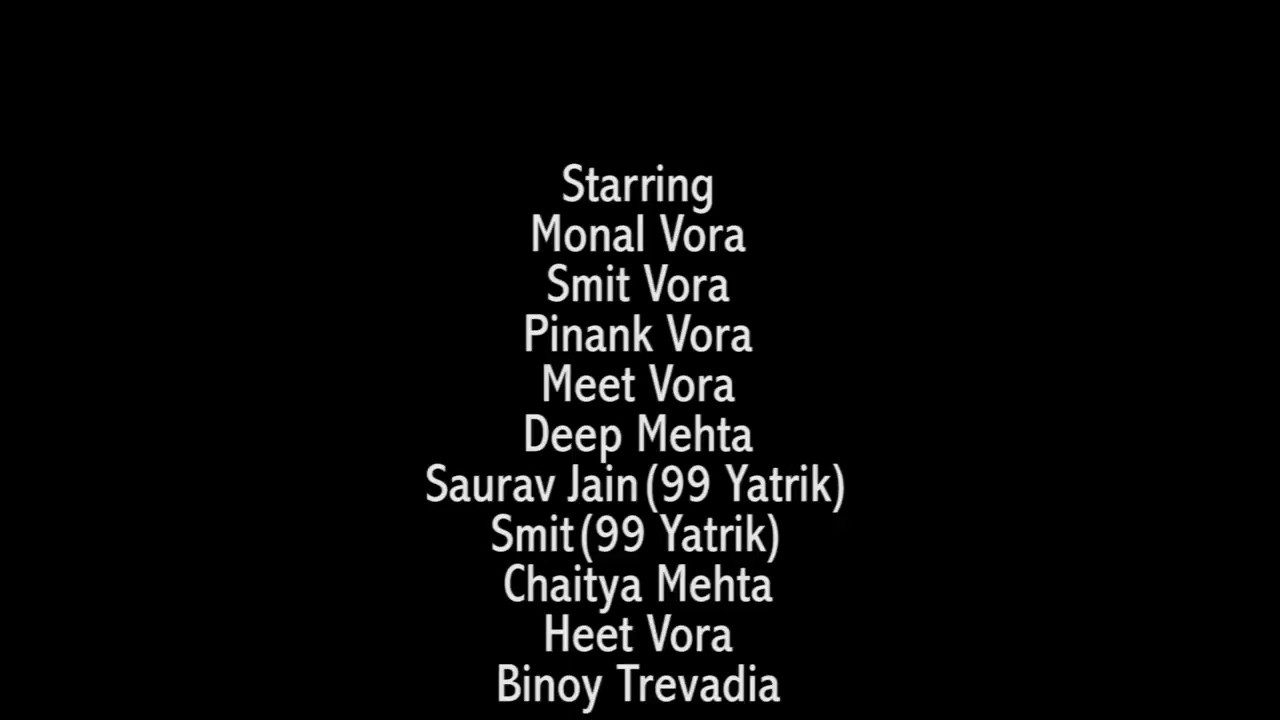 Starring
Monal Vora
Smit Vora
Pinank Vora
Meet Vora
Deep Mehta
Saurav Jain(99 Yatrik)
Smit(99 Yatrik)
Chaitya Mehta
Heet Vora
Binoy Trevadia